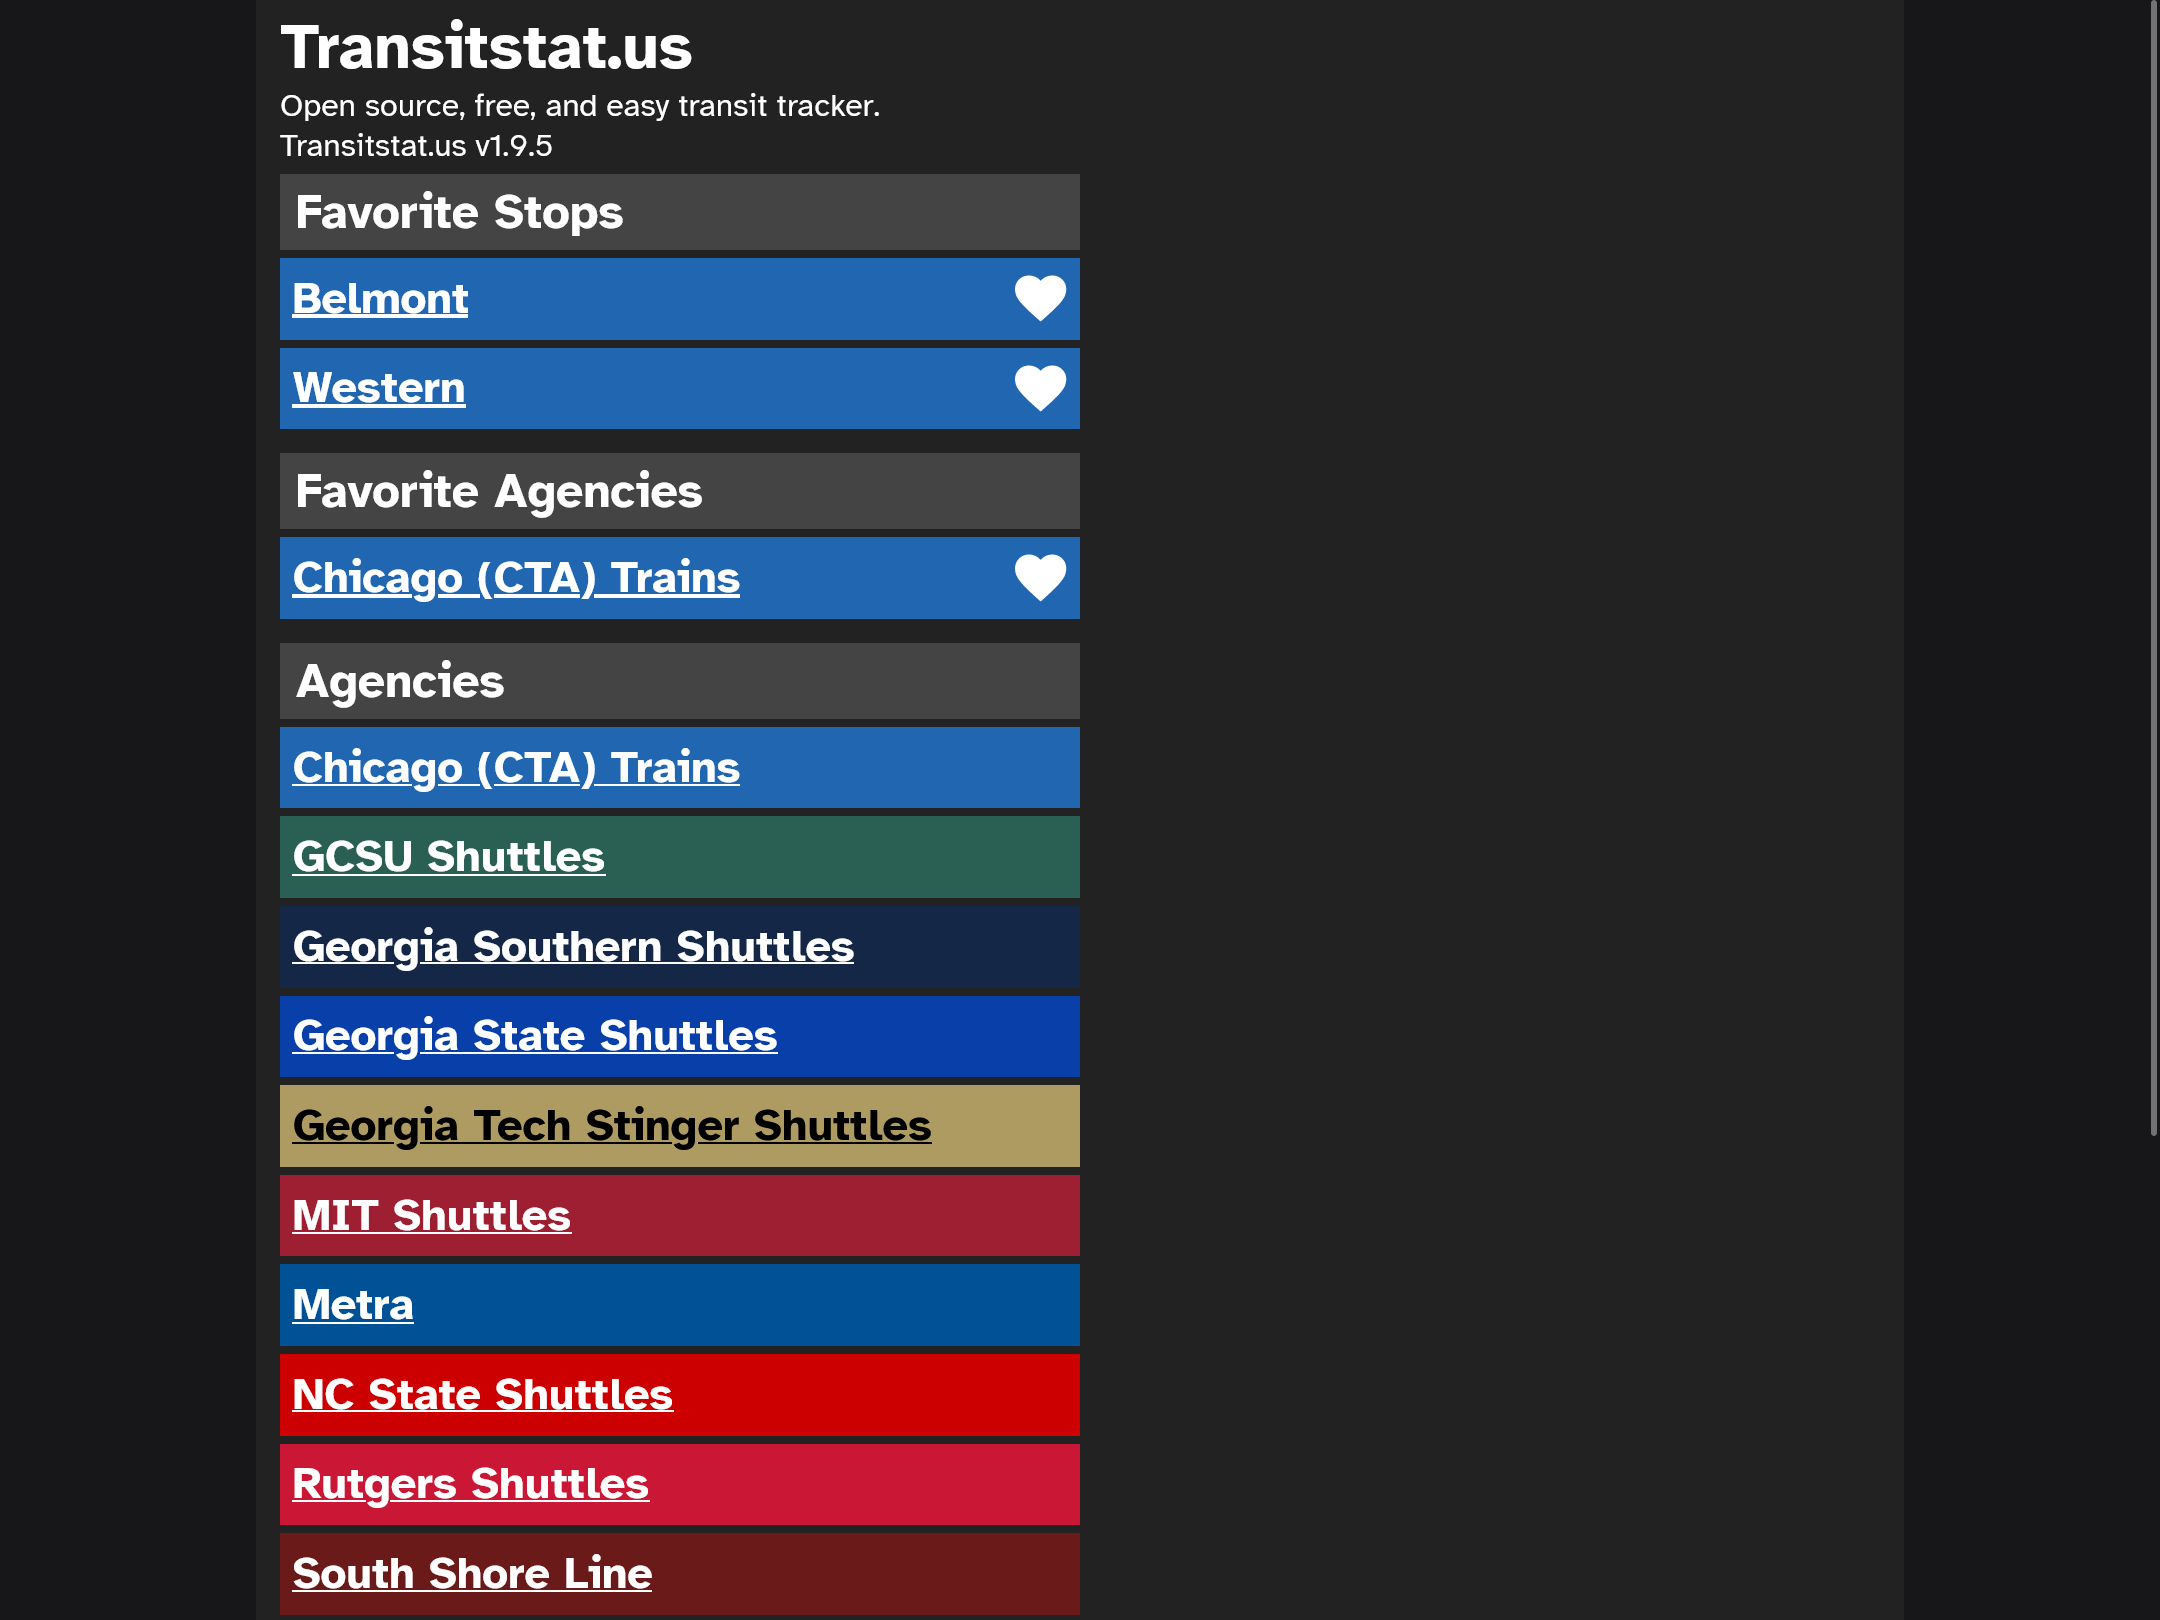 Transitstat.us
Open source, free, and easy transit tracker.
Transitstat.us v1.9.5
Favorite Stops
Belmont
Western
Favorite Agencies
Chicago (CTA) Trains
Agencies
Chicago (CTA) Trains
GCSU Shuttles
Georgia Southern Shuttles
Georgia State Shuttles
Georgia Tech Stinger Shuttles
MIT Shuttles
Metra
NC State Shuttles
Rutgers Shuttles
South Shore Line